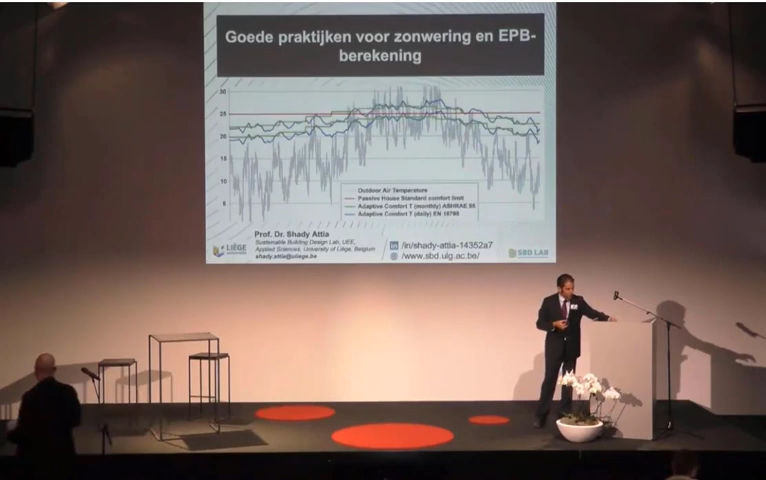 Goede praktijken voor zonwering en EPB-
berekening
30
25
20
15
10
5
Outdoor Air Temperature
Passive House Standard comfort limit
Adaptive Comfort T (monthly) ASHRAE 55
Adaptive Comfort T (daily) EN 16798
Prof. Dr. Shady Attia
Sustainable Building Design Lab, UEE,
Applied Sciences, University of Liège, Belgium
shady.attia@uliege.be
LIÈGE
in /in/shady-attia-14352a7
/www.sbd.ulg.ac.be/
SBD LAB